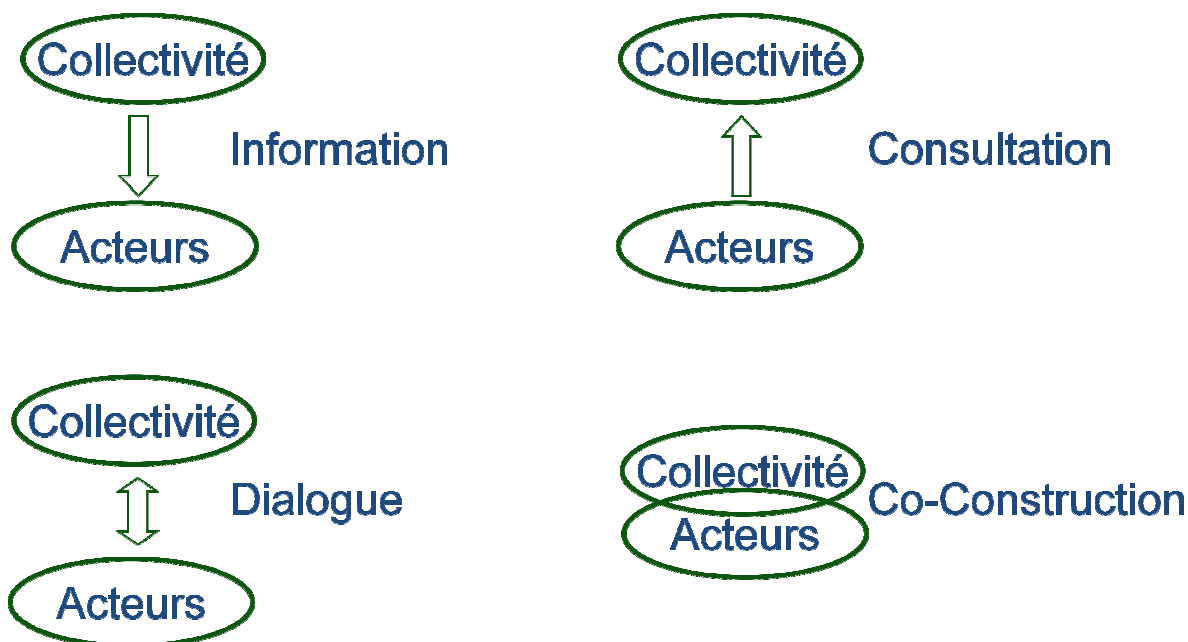 Collectivité
Information
Acteurs
Collectivité
Consultation
Acteurs
Collectivité
Dialogue
Acteurs
Collectivité
Co-Construction
Acteurs